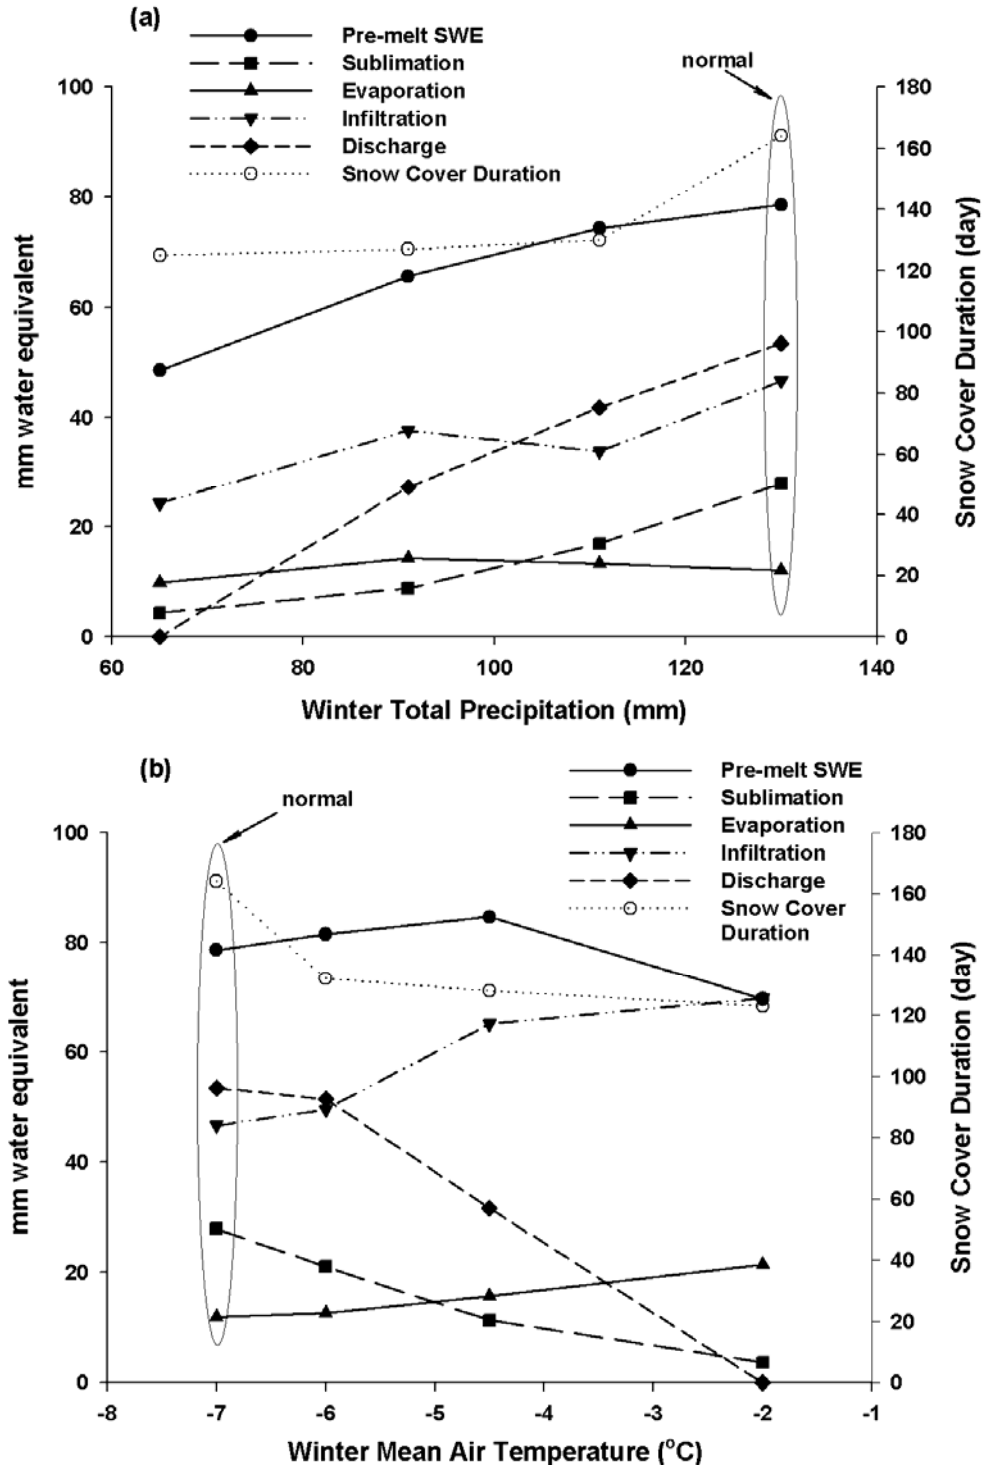 (a)
Pre-melt SWE
Sublimation
Evaporation
Infiltration
Discharge
Snow Cover Duration
normal
100
80
60
40
20
0
180
160
140
120
100
80
60
40
20
0
60
80
100
120
140
mm water equivalent
Snow Cover Duration (day)
Winter Total Precipitation (mm)
(b)
Pre-melt SWE
Sublimation
Evaporation
Infiltration
Discharge
Snow Cover
Duration
normal
100
80
60
40
20
0
180
160
140
120
100
80
60
40
20
0
-8
-7
-6
-5
-4
-3
-2
-1
mm water equivalent
Snow Cover Duration (day)
Winter Mean Air Temperature (°C)